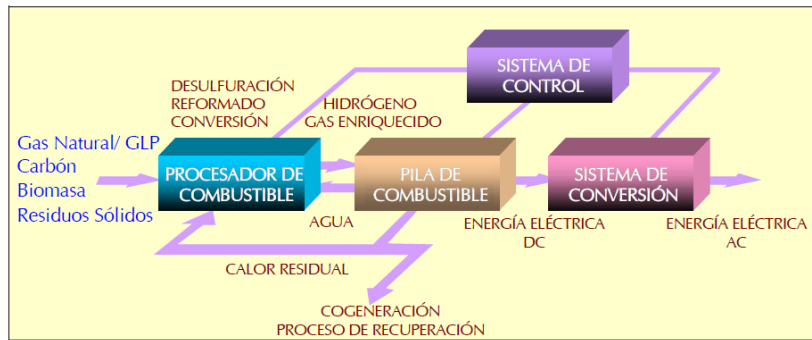 SISTEMA DE
CONTROL
DESULFURACIÓN
REFORMADO
CONVERSIÓN
HIDRÓGENO
GAS ENRIQUECIDO
Gas Natural/ GLP
Carbón
Biomasa
Residuos Sólidos
PROCESADOR DE
COMBUSTIBLE
PILA DE
COMBUSTIBLE
SISTEMA DE
CONVERSIÓN
AGUA
ENERGÍA ELÉCTRICA
DC
ENERGÍA ELÉCTRICA
AC
CALOR RESIDUAL
COGENERACIÓN
PROCESO DE RECUPERACIÓN